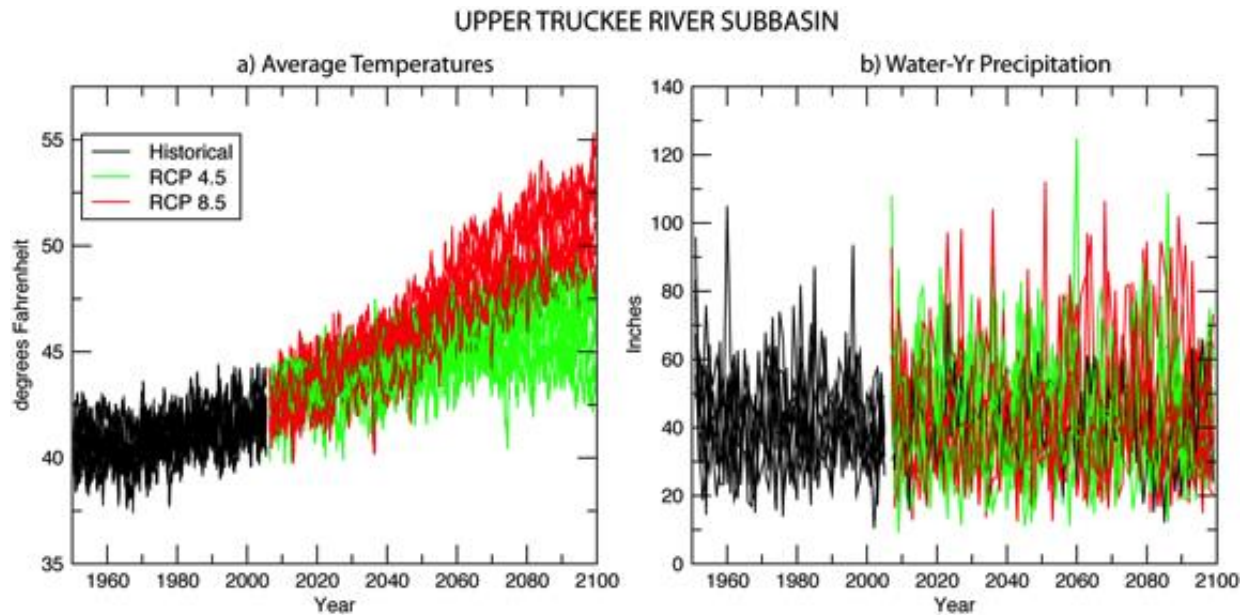 UPPER TRUCKEE RIVER SUBBASIN
a) Average Temperatures
55
50
45
40
35
degrees Fahrenheit
Historical
RCP 4.5
RCP 8.5
1960 1980 2000 2020 2040 2060 2080 2100
Year
b) Water-Yr Precipitation
140
120
100
80
60
40
20
0
Inches
1960 1980 2000 2020 2040 2060 2080 2100
Year